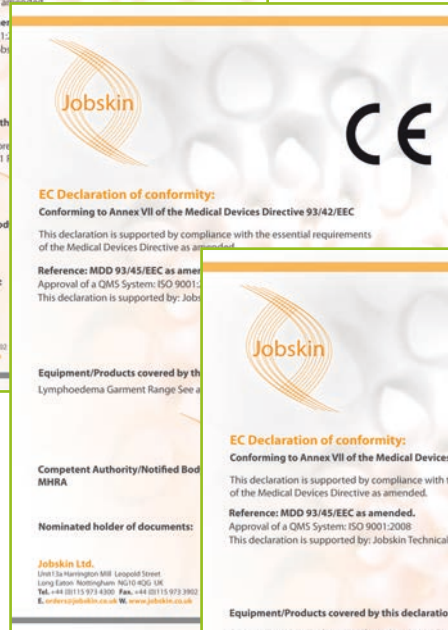 Jobskin
CE
EC Declaration of conformity:
Conforming to Annex VII of the Medical Devices Directive 93/42/EEC
This declaration is supported by compliance with the essential requirements
of the Medical Devices Directive as amended.
Reference: MDD 93/45/EEC as amen
Approval of a QMS System: ISO 9001:
This declaration is supported by: Jobs
Equipment/Products covered by th
Lymphoedema Garment Range See a
Competent Authority/Notified Bod
MHRA
Nominated holder of documents:
Jobskin Ltd.
Unit13a Harrington Mill Leopold Street
Long Eaton Nottingham NG10 4QG UK
Tel. +44 (0)115 973 4300 Fax. +44 (0)115 973 3902
E. orders@jobskin.co.uk W. www.jobskin.co.uk
Jobskin
EC Declaration of conformity:
Conforming to Annex VII of the Medical Devices
This declaration is supported by compliance with t
of the Medical Devices Directive as amended.
Reference: MDD 93/45/EEC as amended.
Approval of a QMS System: ISO 9001:2008
This declaration is supported by: Jobskin Technical
Equipment/Products covered by this declaratio